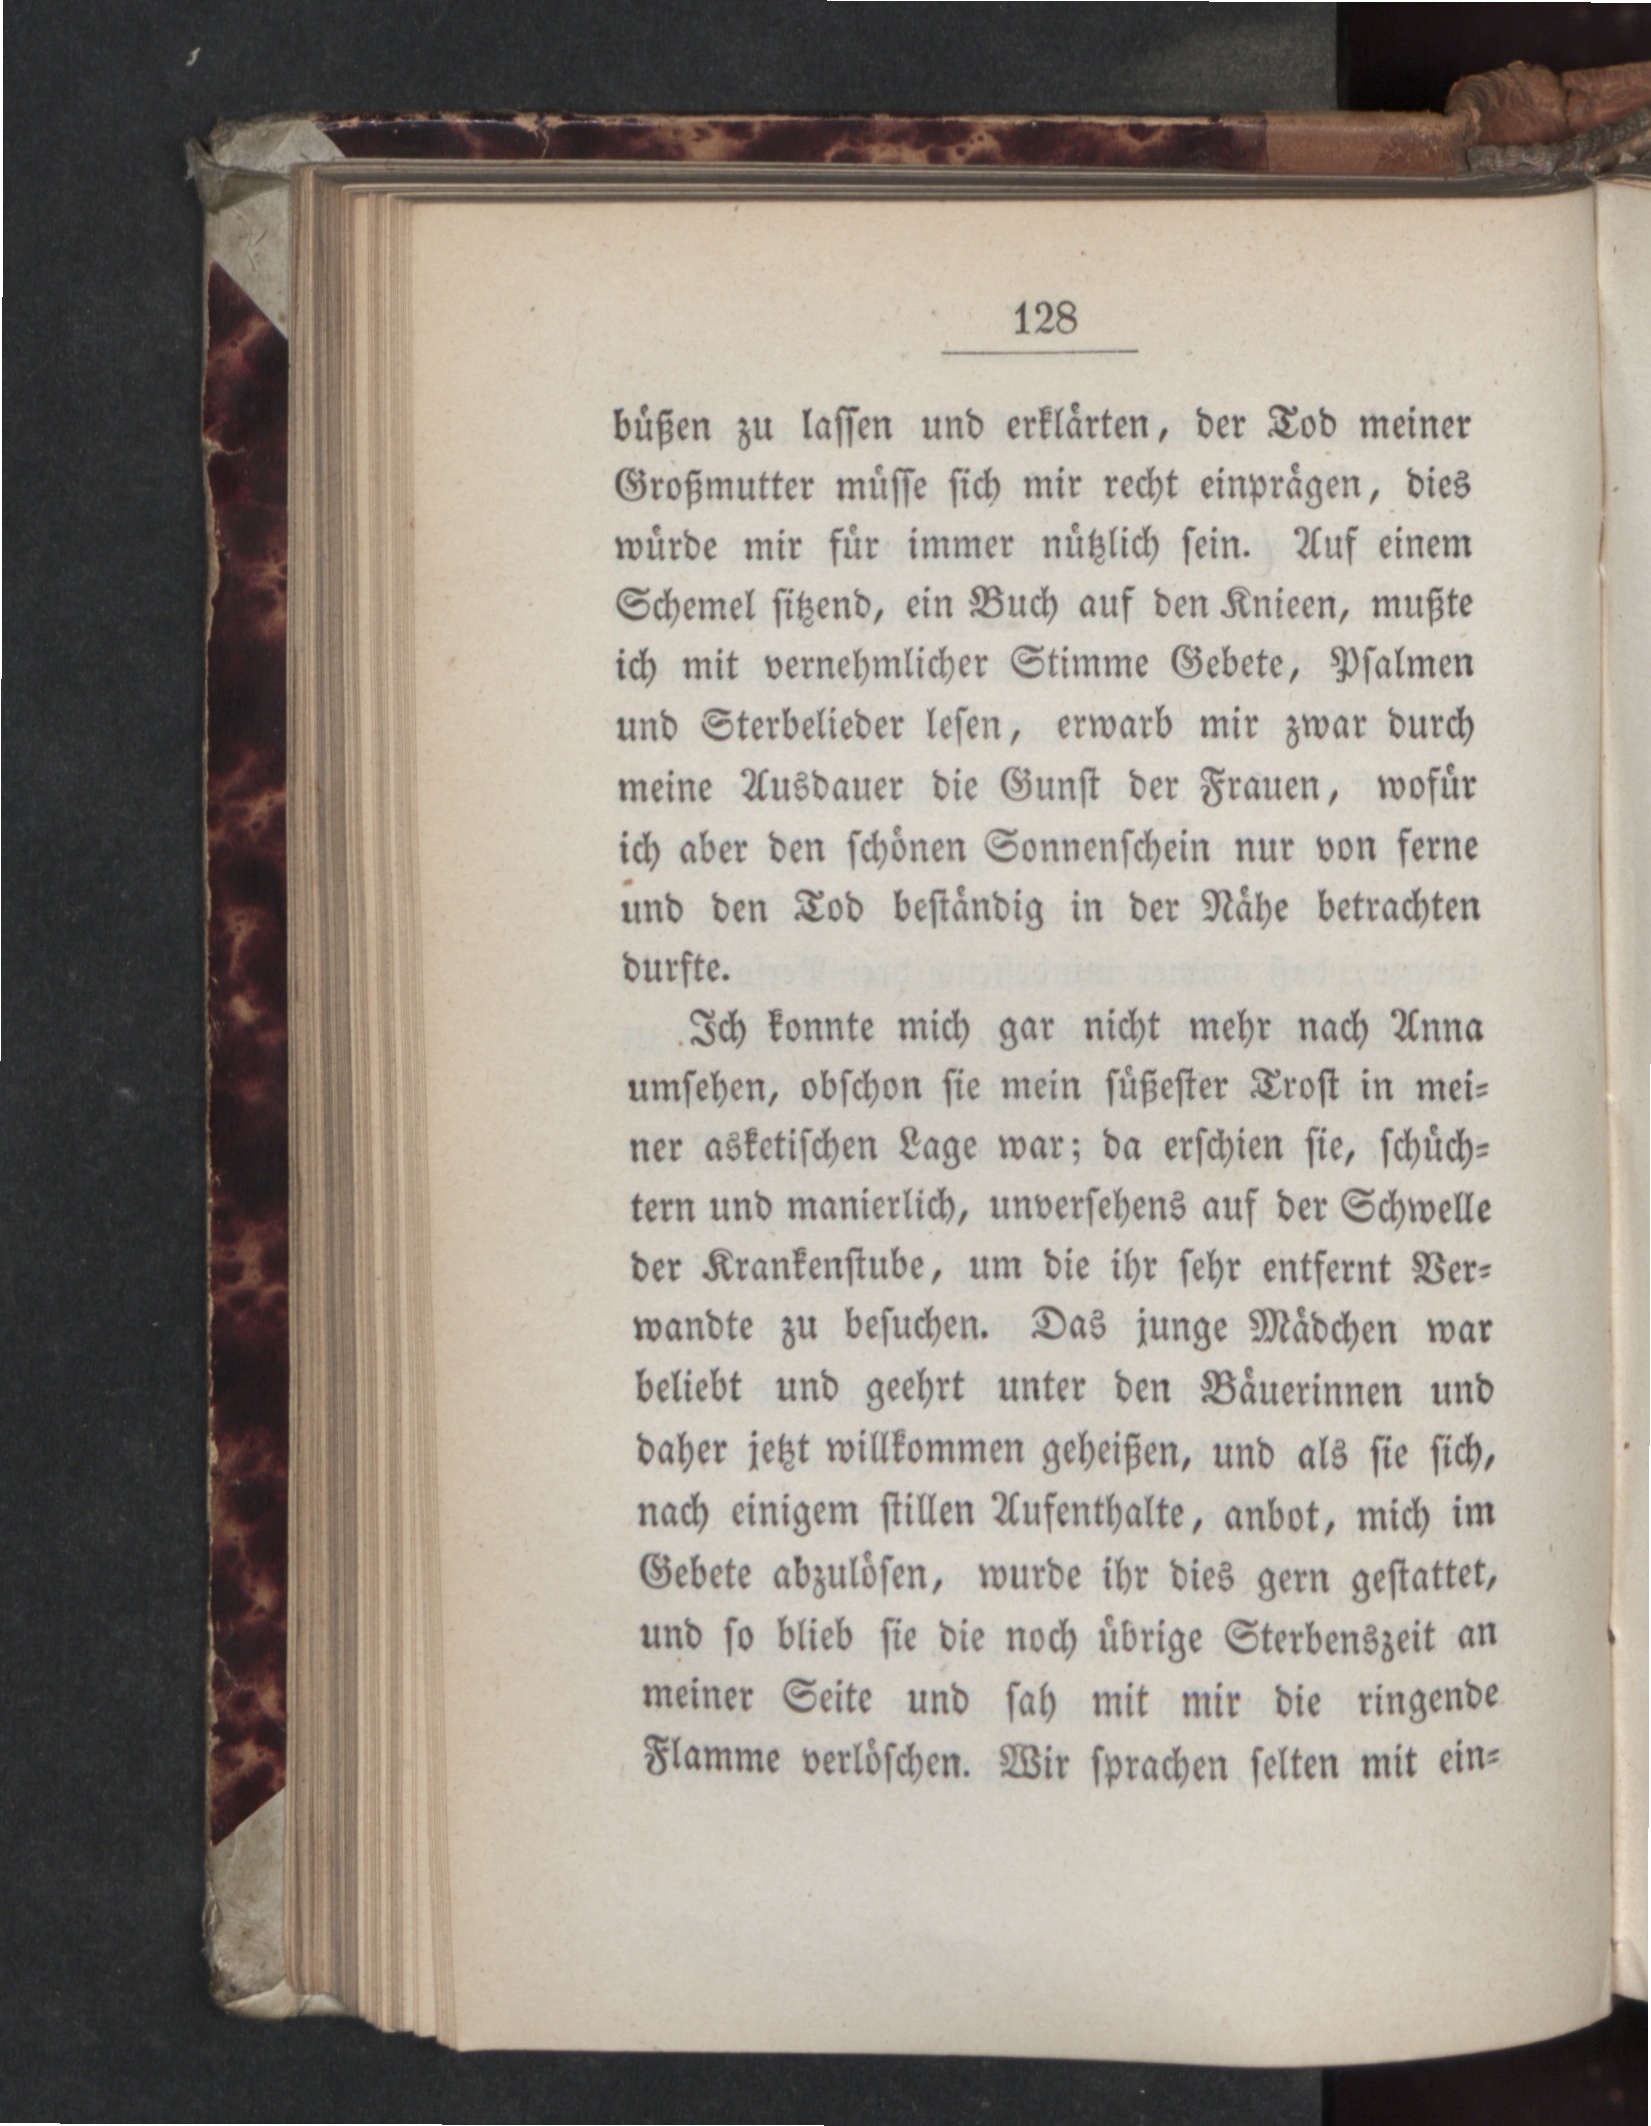 128
büßen zu laſſen und erklärten, der Tod meiner
Großmutter müſſe ſich mir recht einprägen, dies
würde mir für immer nützlich ſein. Auf einem
Schemel ſitzend, ein Buch auf den Knieen, mußte
ich mit vernehmlicher Stimme Gebete, Pſalmen
und Sterbelieder leſen, erwarb mir zwar durch
meine Ausdauer die Gunſt der Frauen, wofür
ich aber den ſchönen Sonnenſchein nur von ferne
und den Tod beſtändig in der Nähe betrachten
durfte.
Ich konnte mich gar nicht mehr nach Anna
umſehen, obſchon ſie mein ſüßeſter Troſt in mei⸗
ner asketiſchen Lage war; da erſchien ſie, ſchüch⸗
tern und manierlich, unverſehens auf der Schwelle
der Krankenſtube, um die ihr ſehr entfernt Ver⸗
wandte zu beſuchen. Das junge Mädchen war
beliebt und geehrt unter den Bäuerinnen und
daher jetzt willkommen geheißen, und als ſie ſich,
nach einigem ſtillen Aufenthalte, anbot, mich im
Gebete abzulöſen, wurde ihr dies gern geſtattet,
und ſo blieb ſie die noch übrige Sterbenszeit an
meiner Seite und ſah mit mir die ringende
Flamme verlöſchen. Wir ſprachen ſelten mit ein⸗